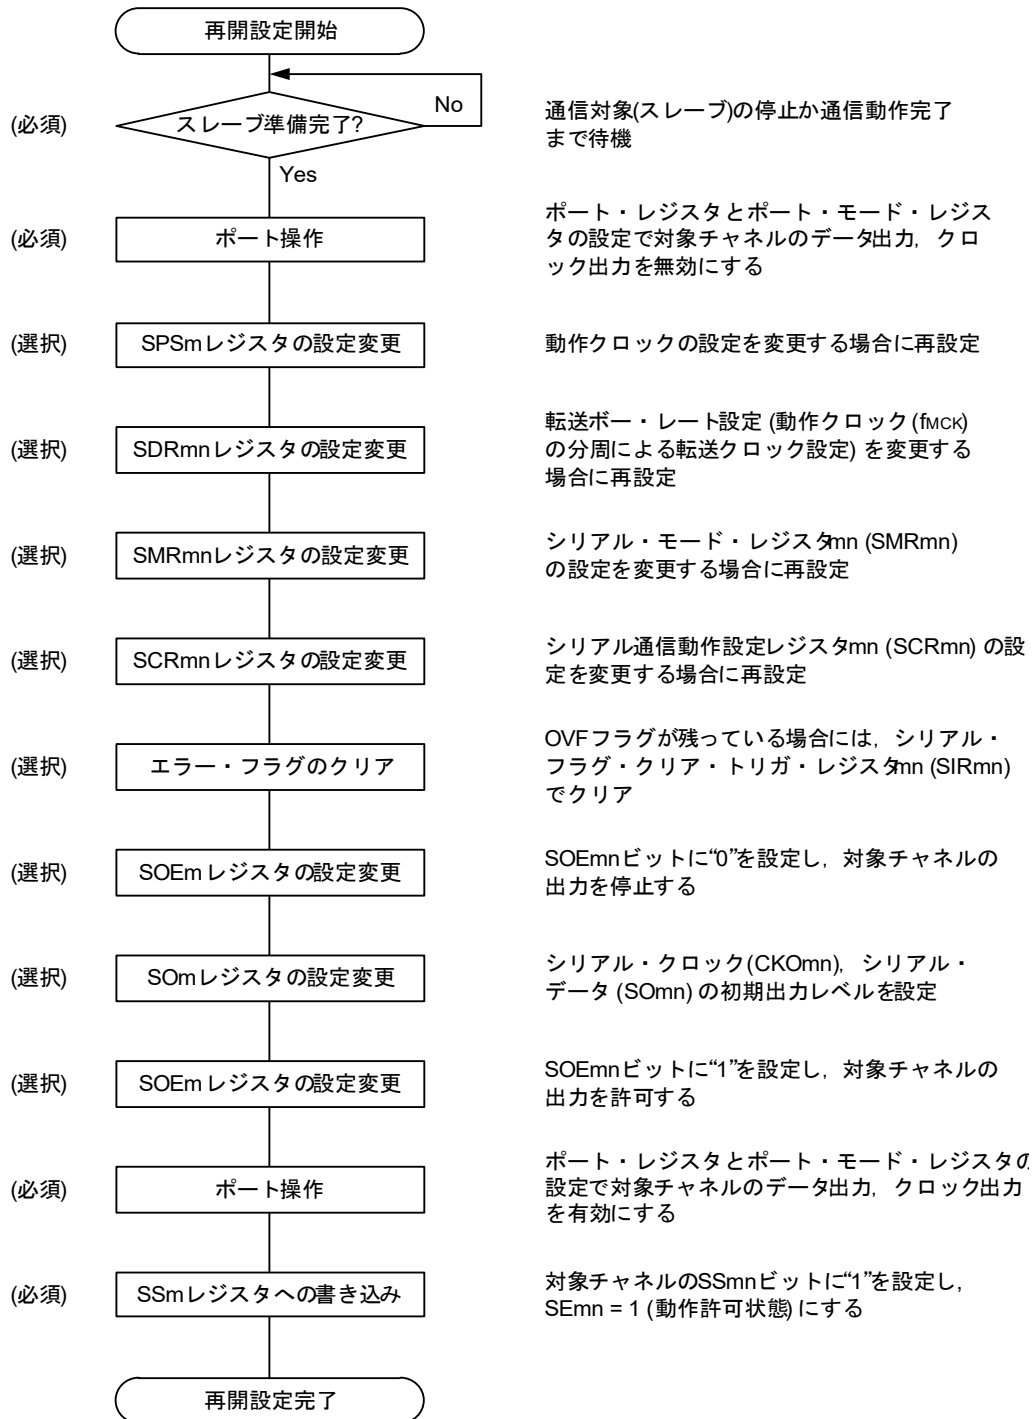 再開設定開始
No
(必須)
スレーブ準備完了?
通信対象(スレーブ)の停止か通信動作完了
まで待機
Yes
(必須)
ポート操作
ポート・レジスタとポート・モード・レジス
タの設定で対象チャネルのデータ出力, クロ
ック出力を無効にする
(選択)
SPSmレジスタの設定変更
動作クロックの設定を変更する場合に再設定
(選択)
SDRmnレジスタの設定変更
転送ボー・レート設定 (動作クロック (fMCK)
の分周による転送クロック設定) を変更する
場合に再設定
(選択)
SMRmnレジスタの設定変更
シリアル・モード・レジスタmn (SMRmn)
の設定を変更する場合に再設定
(選択)
SCRmnレジスタの設定変更
シリアル通信動作設定レジスタmn (SCRmn) の設
定を変更する場合に再設定
(選択)
エラー・フラグのクリア
OVFフラグが残っている場合には, シリアル・
フラグ・クリア・トリガ・レジスタmn (SIRmn)
でクリア
(選択)
SOEmレジスタの設定変更
SOEmnビットに“0”を設定し, 対象チャネルの
出力を停止する
(選択)
SOmレジスタの設定変更
シリアル・クロック(CKOmn), シリアル・
データ (SOmn) の初期出力レベルを設定
(選択)
SOEmレジスタの設定変更
SOEmnビットに“1”を設定し, 対象チャネルの
出力を許可する
(必須)
ポート操作
ポート・レジスタとポート・モード・レジスタの
設定で対象チャネルのデータ出力, クロック出力
を有効にする
(必須)
SSmレジスタへの書き込み
対象チャネルのSSmnビットに“1”を設定し,
SEmn = 1 (動作許可状態) にする
再開設定完了